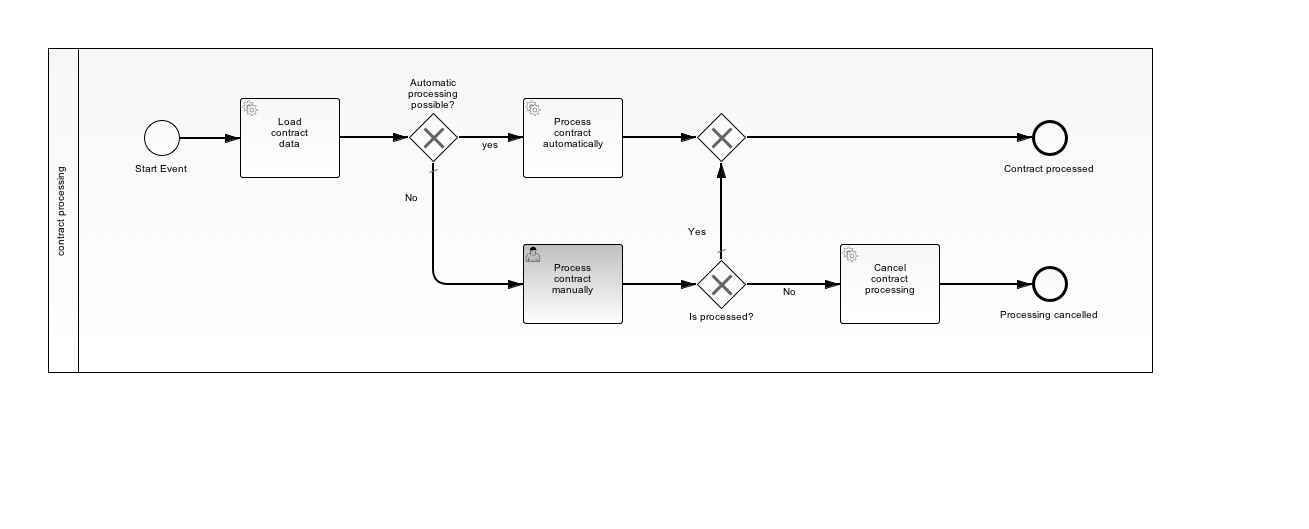 contract processing
Start Event
Load
contract
data
Automatic
processing
possible?
yes
No
Process
contract
automatically
Process
contract
manually
Yes
Is processed?
No
Cancel
contract
processing
Contract processed
Processing cancelled